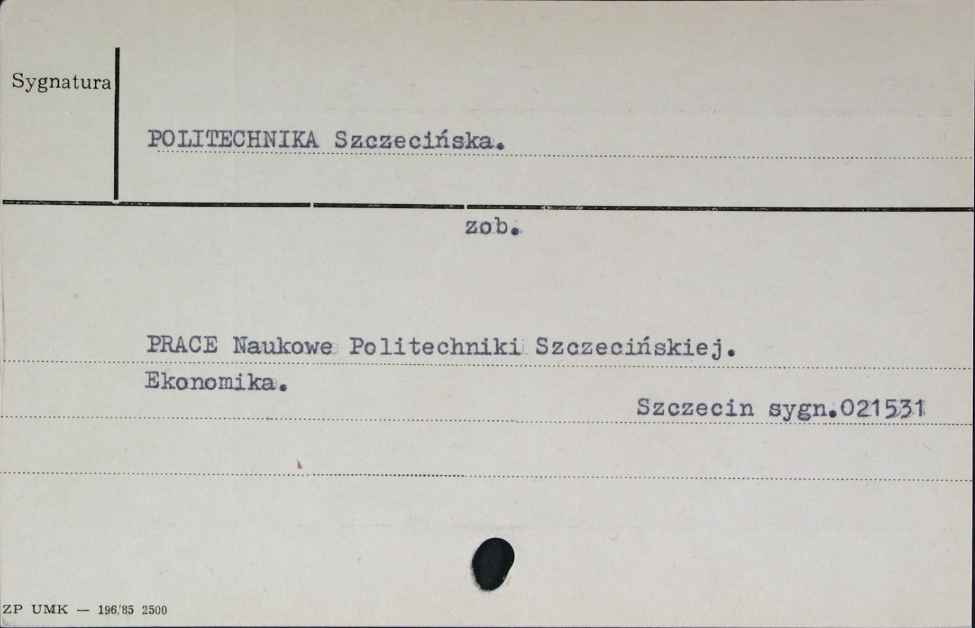 Sygnatura
POLITECHNIKA Szczecińska.
zob.
PRACE Naukowe Politechniki Szczecińskiej.
Ekonomika.
Szczecin sygn.021531
ZP UMK — 196/85 2500